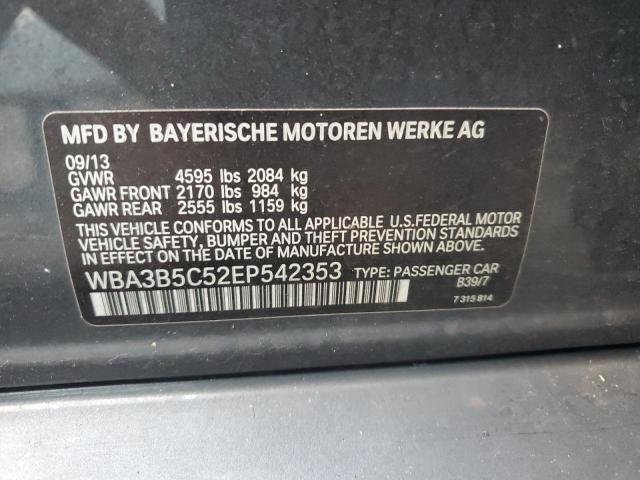 MFD BY BAYERISCHE MOTOREN WERKE AG
09/13
GVWR 4595 lbs 2084 kg
GAWR FRONT 2170 lbs 984 kg
GAWR REAR 2555 lbs 1159 kg
THIS VEHICLE CONFORMS TO ALL APPLICABLE U.S.FEDERAL MOTOR
VEHICLE SAFETY, BUMPER AND THEFT PREVENTION STANDARDS
IN EFFECT ON THE DATE OF MANUFACTURE SHOWN ABOVE.
WBA3B5C52EP542353 TYPE: PASSENGER CAR
B39/7
7 315 814